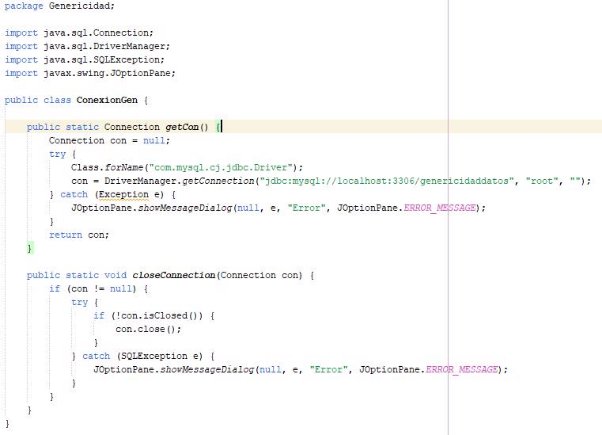 package Genericidad;
import java.sql.Connection;
import java.sql.DriverManager;
import java.sql.SQLException;
import javax.swing.JOptionPane;
public class ConexionGen {
public static Connection getCon() {
Connection con = null;
try {
Class.forName("com.mysql.cj.jdbc.Driver");
con = DriverManager.getConnection("jdbc:mysql://localhost:3306/genericidaddatos", "root", "");
} catch (Exception e) {
JOptionPane.showMessageDialog(null, e, "Error", JOptionPane.ERROR_MESSAGE);
}
return con;
}
public static void closeConnection(Connection con) {
if (con != null) {
try {
if (!con.isClosed()) {
con.close();
}
} catch (SQLException e) {
JOptionPane.showMessageDialog(null, e, "Error", JOptionPane.ERROR_MESSAGE);
}
}
}
}